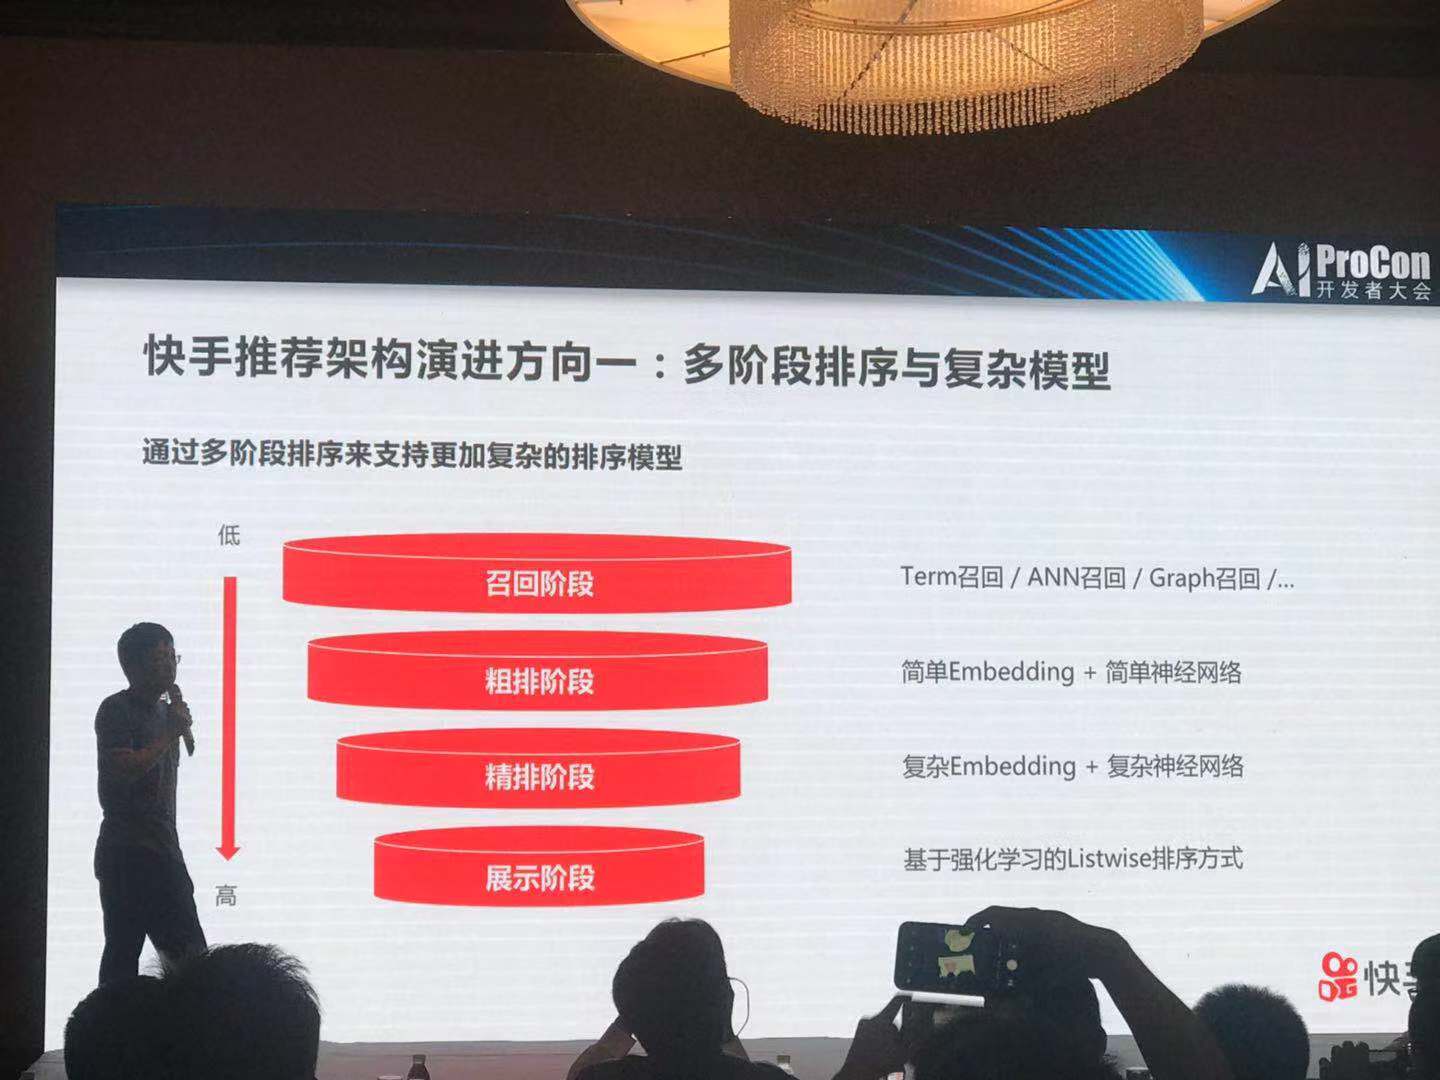 AI ProCon
开发者大会
快手推荐架构演进方向一：多阶段排序与复杂模型
通过多阶段排序来支持更加复杂的排序模型
低
召回阶段
Term召回 / ANN召回 / Graph召回 /...
粗排阶段
简单Embedding + 简单神经网络
精排阶段
复杂Embedding + 复杂神经网络
展示阶段
基于强化学习的Listwise排序方式
高
快手